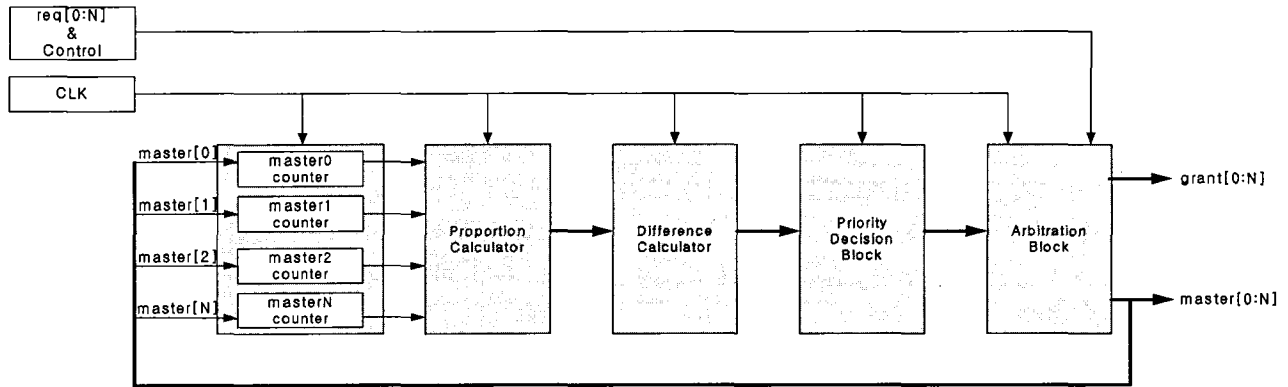 req[0:N]
&
Control
CLK
master[0]
master0
counter
master[1]
master1
counter
master[2]
master2
counter
master[N]
masterN
counter
Proportion
Calculator
Difference
Calculator
Priority
Decision
Block
Arbitration
Block
grant[0:N]
master[0:N]